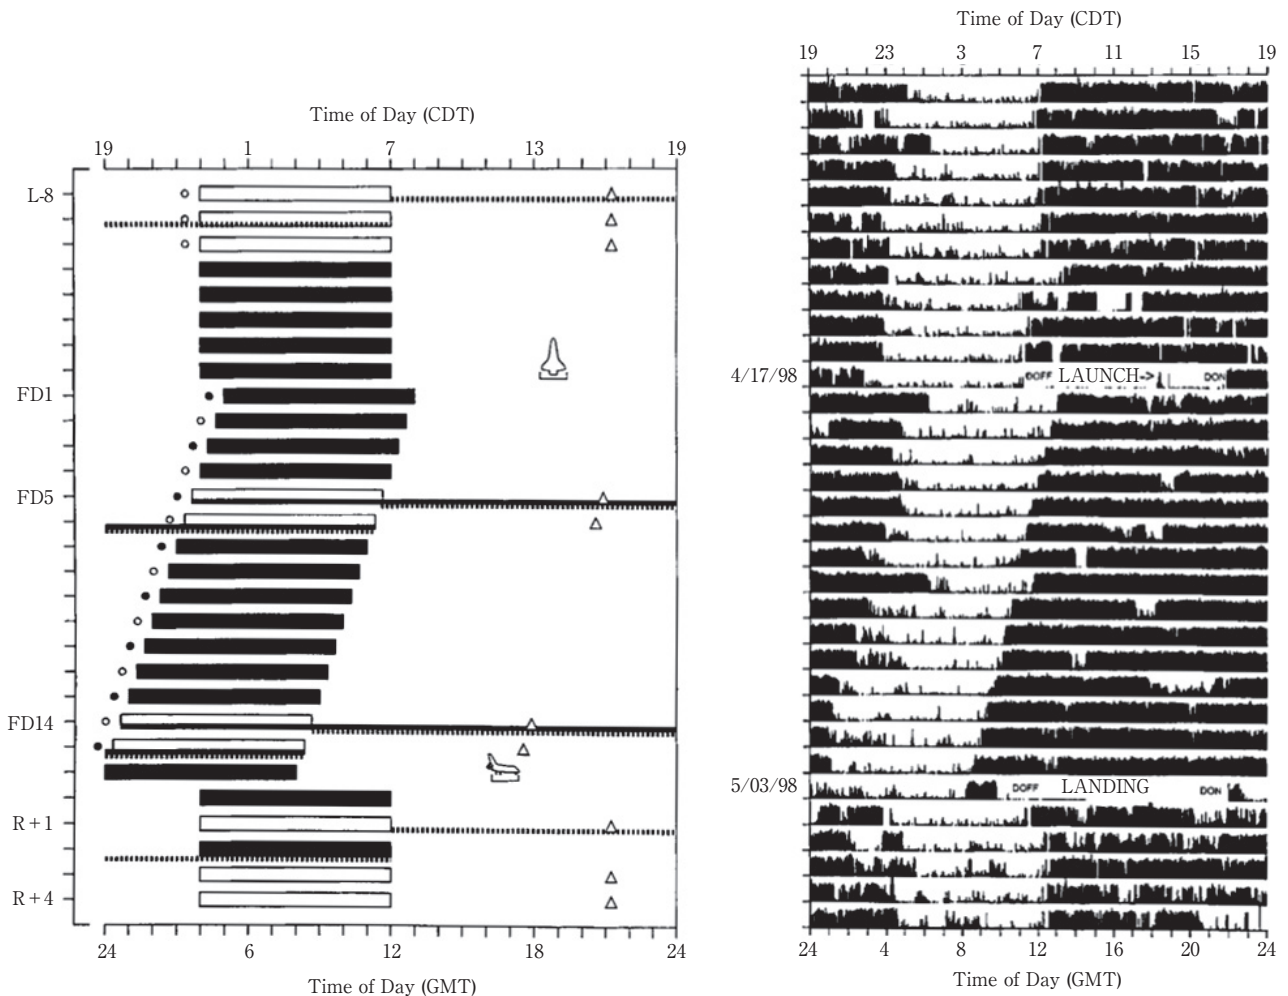 Time of Day (CDT)
19 1 7 13 19
L-8
FD1
FD5
FD14
R+1
R+4
24 6 12 18 24
Time of Day (GMT)
Time of Day (CDT)
19 23 3 7 11 15 19
4/17/98 DOFF LAUNCH-> DON
5/03/98 DOFF LANDING DON
24 4 8 12 16 20 24
Time of Day (GMT)